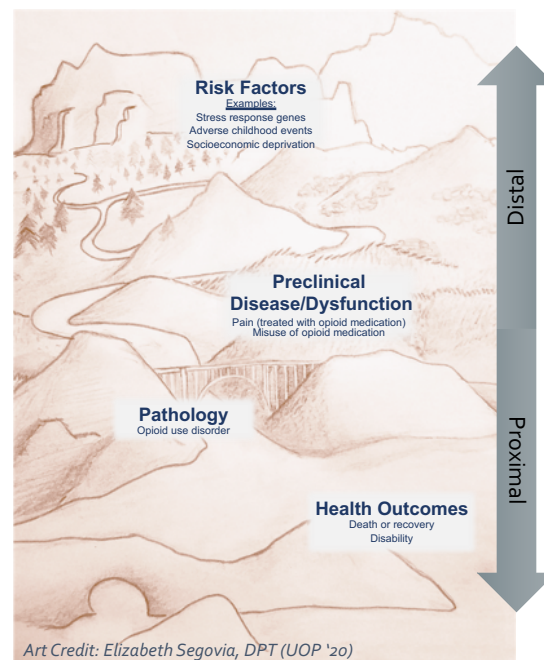 Risk Factors
Examples:
Stress response genes
Adverse childhood events
Socioeconomic deprivation
Distal
Preclinical
Disease/Dysfunction
Pain (treated with opioid medication)
Misuse of opioid medication
Pathology
Opioid use disorder
Proximal
Health Outcomes
Death or recovery
Disability
Art Credit: Elizabeth Segovia, DPT (UOP ‘20)